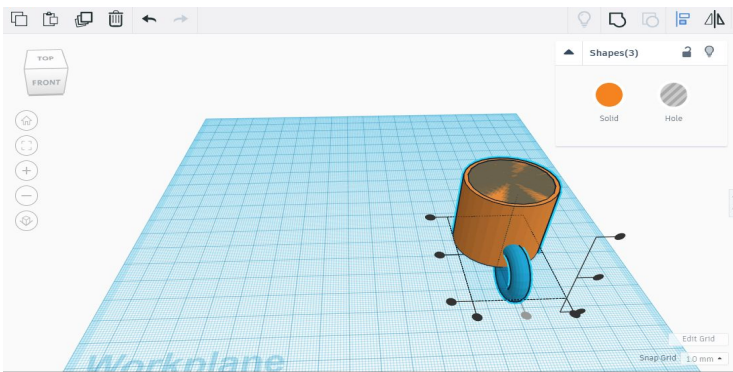 Shapes(3)
TOP
FRONT
Solid
Hole
Workplane
Edit Grid
Snap Grid 1.0 mm